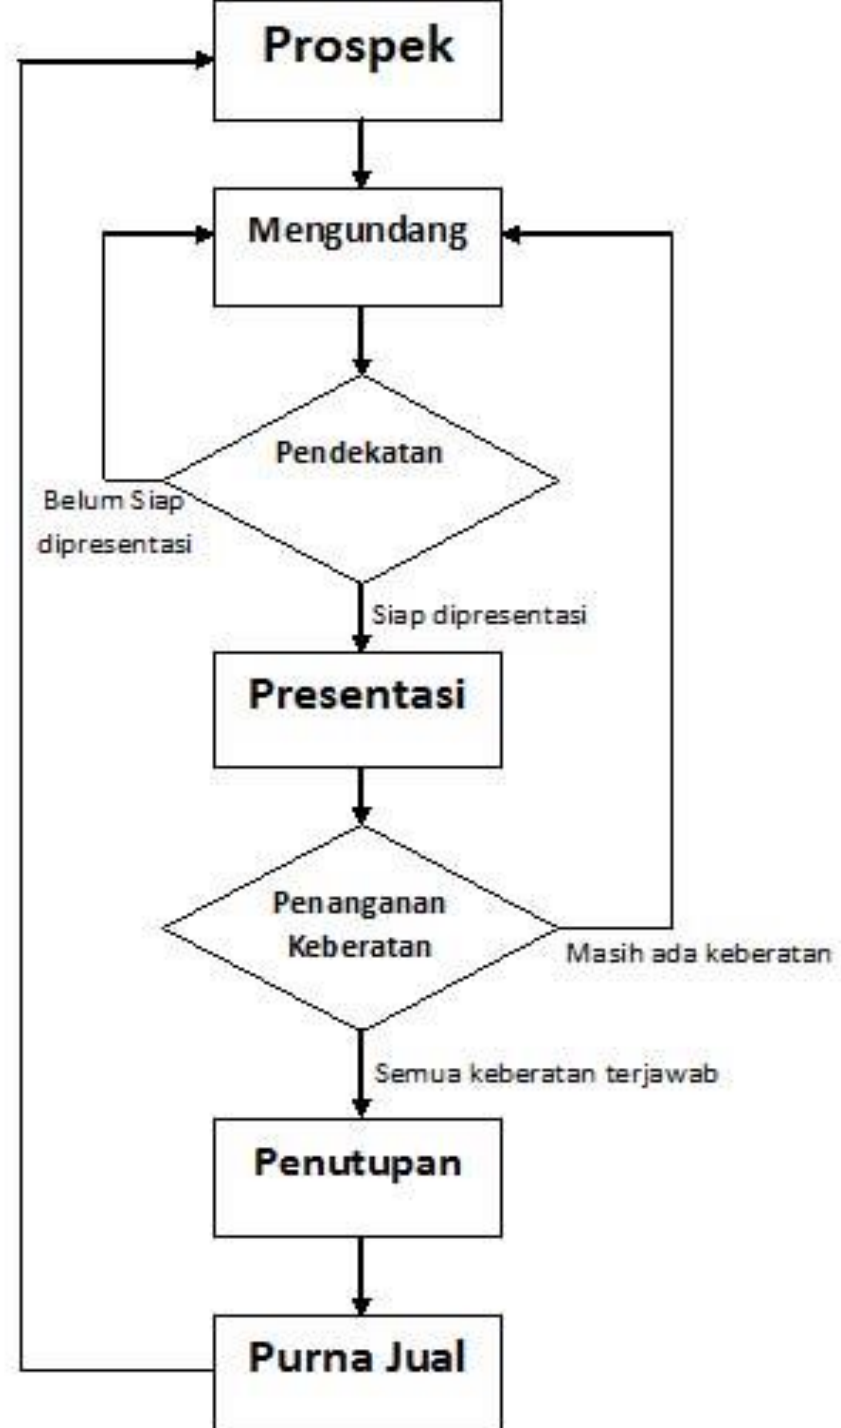 Prospek
Mengundang
Pendekatan
Belum Siap
dipresentasi
Siap dipresentasi
Presentasi
Penanganan
Keberatan
Masih ada keberatan
Semua keberatan terjawab
Penutupan
Purna Jual